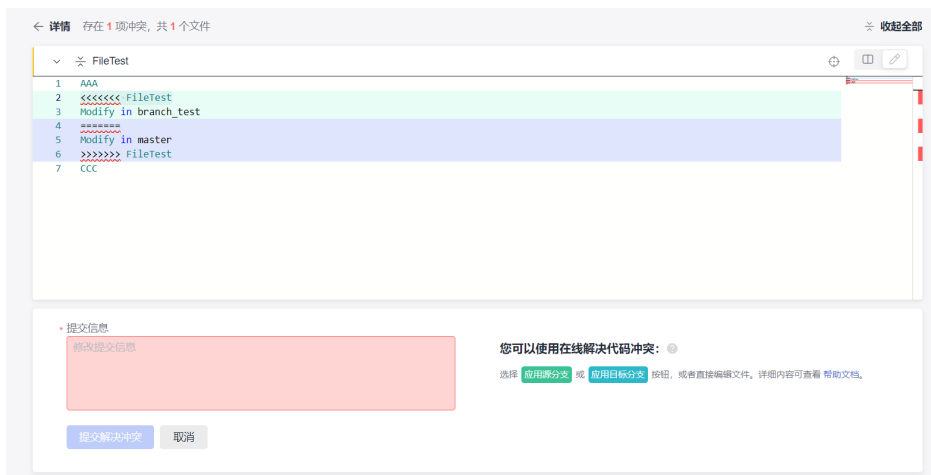 详情 存在 1 项冲突，共 1 个文件
收起全部
FileTest
1 AAA
2 <<<<<<< FileTest
3 Modify in branch_test
4 =======
5 Modify in master
6 >>>>>>> FileTest
7 CCC
* 提交信息
修改提交信息
您可以使用在线解决代码冲突：
选择 应用源分支 或 应用目标分支 按钮，或者直接编辑文件。详细内容可查看 帮助文档。
提交解决冲突 取消